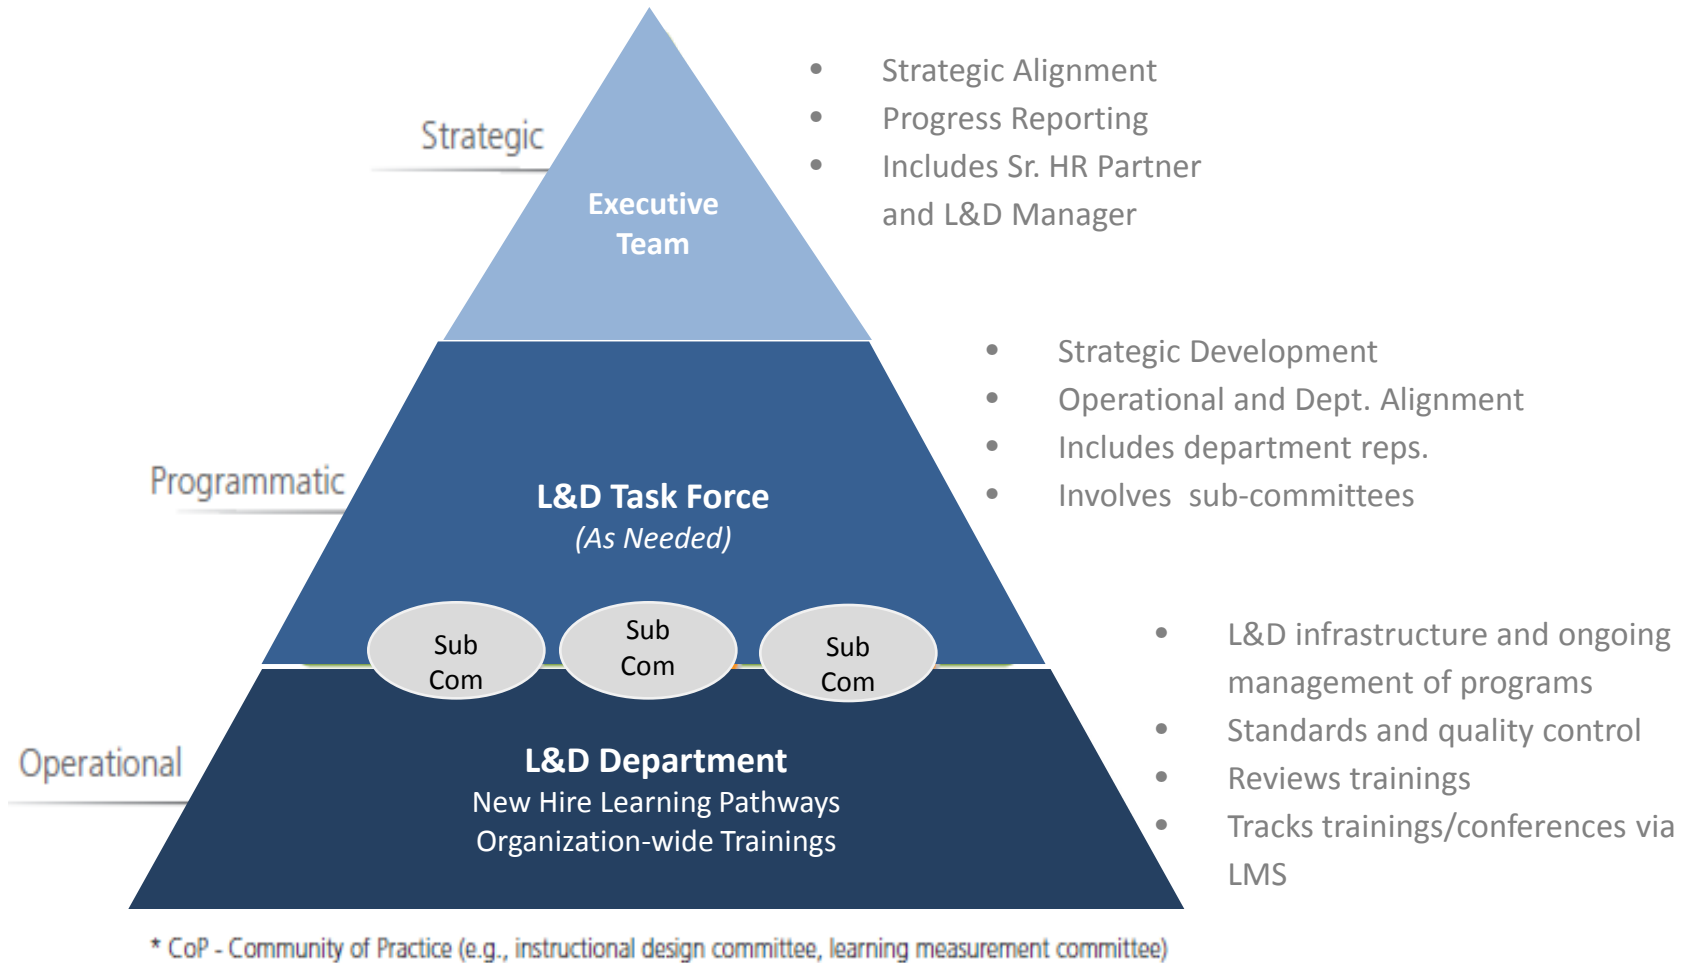 Strategic
Executive
Team
• Strategic Alignment
• Progress Reporting
• Includes Sr. HR Partner
and L&D Manager
Programmatic
L&D Task Force
(As Needed)
• Strategic Development
• Operational and Dept. Alignment
• Includes department reps.
• Involves sub-committees
Sub
Com
Sub
Com
Sub
Com
Operational
L&D Department
New Hire Learning Pathways
Organization-wide Trainings
• L&D infrastructure and ongoing
management of programs
• Standards and quality control
• Reviews trainings
• Tracks trainings/conferences via
LMS
* CoP - Community of Practice (e.g., instructional design committee, learning measurement committee)